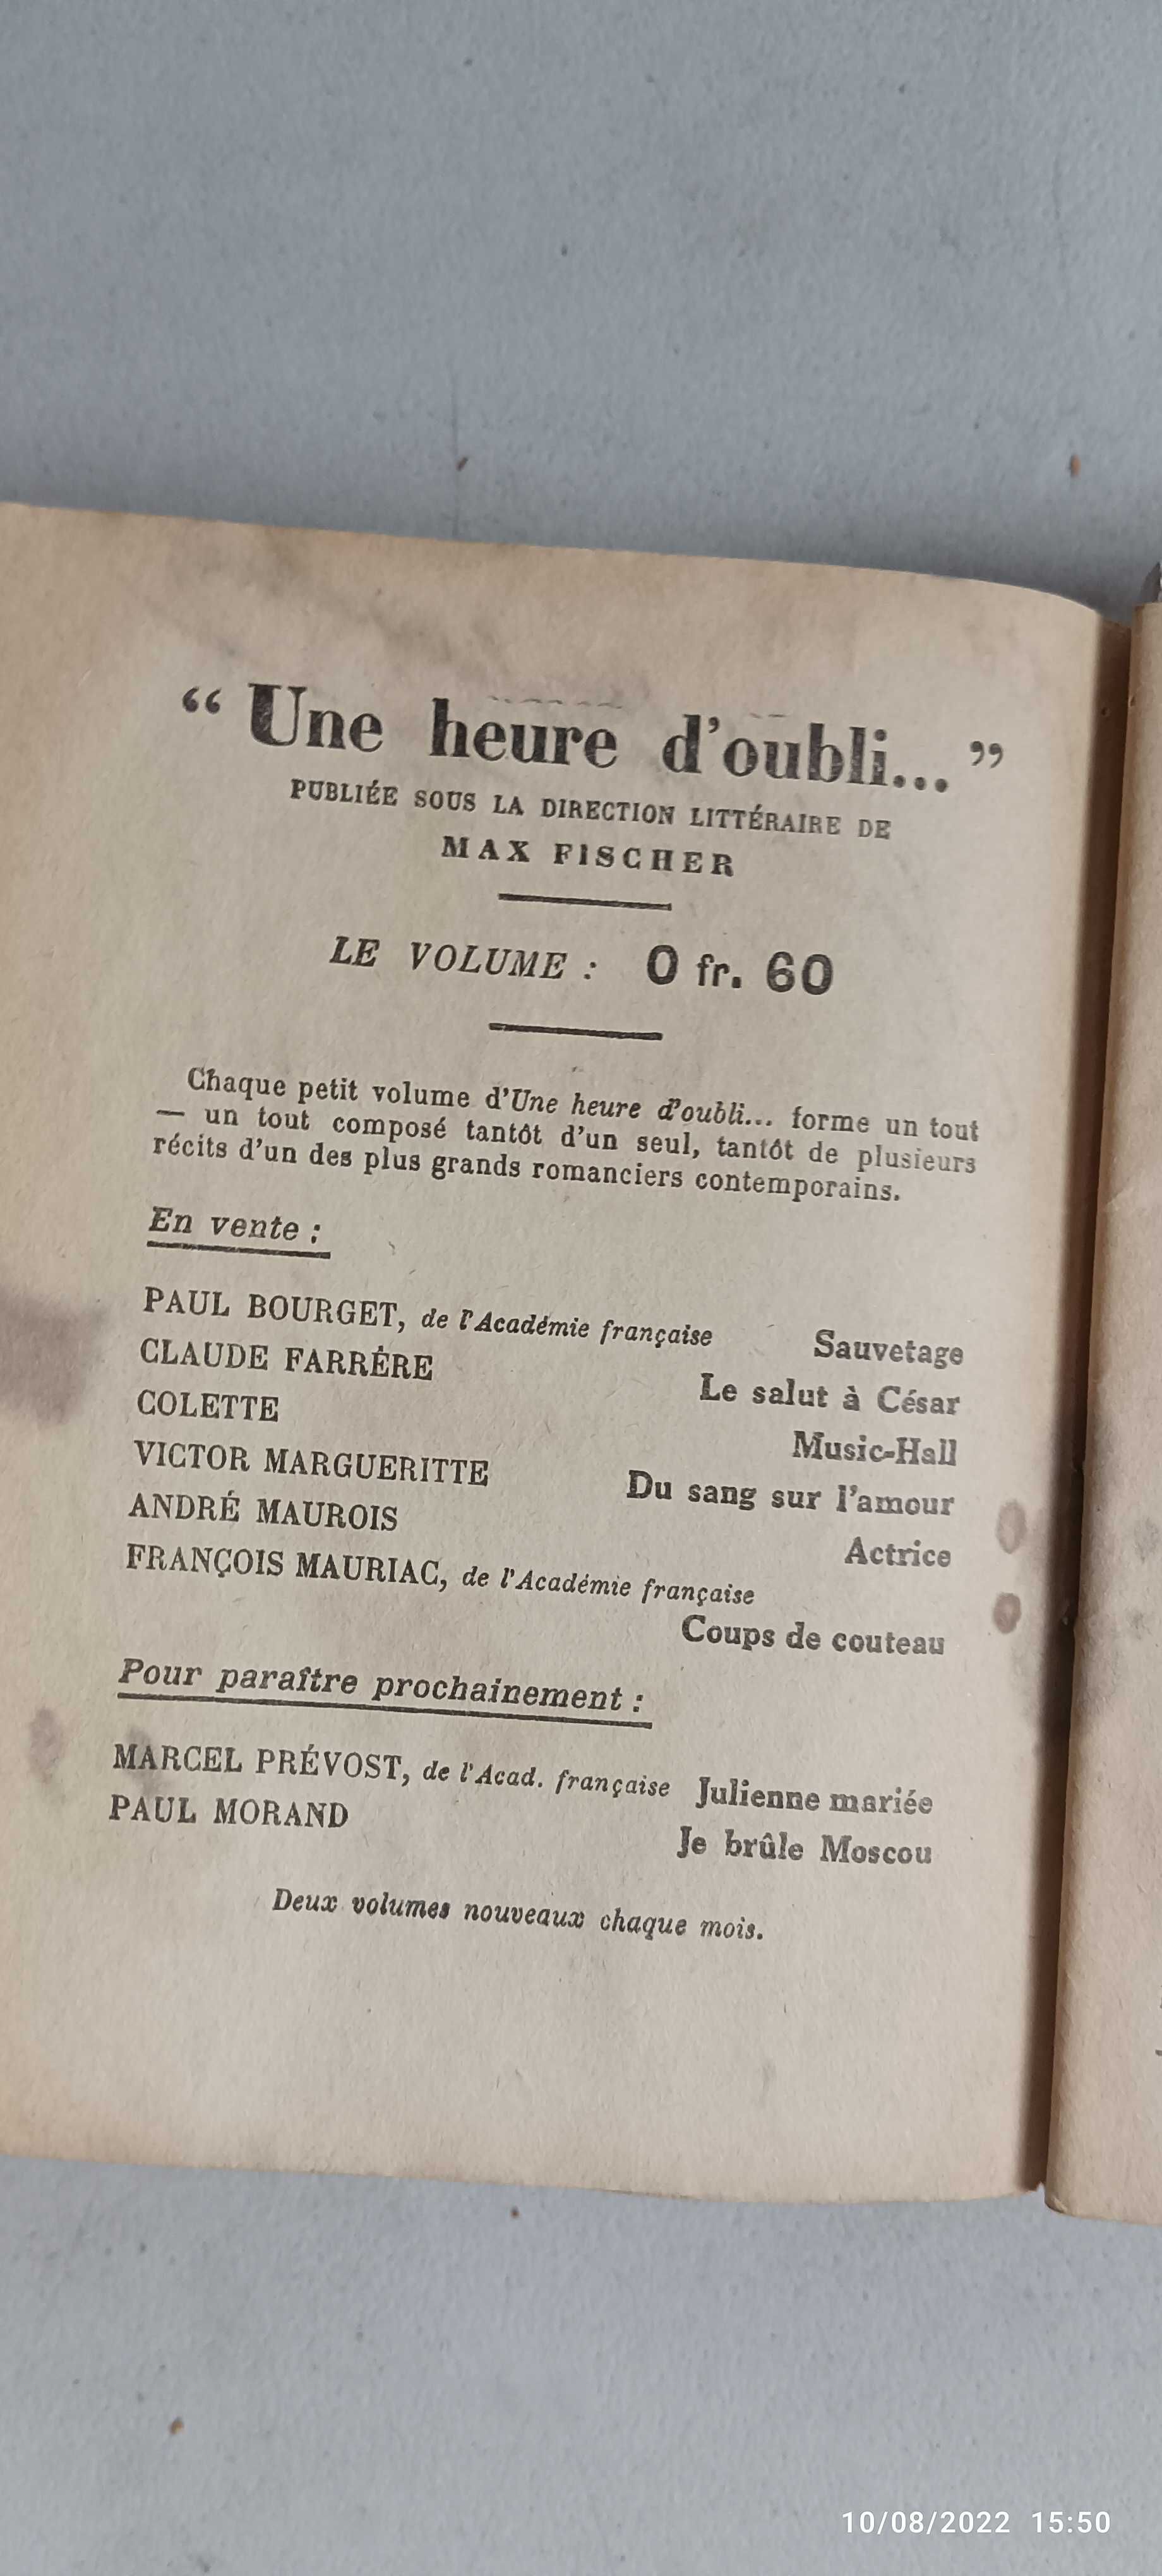 “ Une heure d'oubli... ”
PUBLIÉE SOUS LA DIRECTION LITTÉRAIRE DE
MAX FISCHER
LE VOLUME : 0 fr. 60
Chaque petit volume d'Une heure d'oubli... forme un tout
— un tout composé tantôt d'un seul, tantôt de plusieurs
récits d'un des plus grands romanciers contemporains.
En vente :
PAUL BOURGET, de l'Académie française Sauvetage
CLAUDE FARRÈRE Le salut à César
COLETTE Music-Hall
VICTOR MARGUERITTE Du sang sur l'amour
ANDRÉ MAUROIS Actrice
FRANÇOIS MAURIAC, de l'Académie française
Coups de couteau
Pour paraître prochainement :
MARCEL PRÉVOST, de l'Acad. française Julienne mariée
PAUL MORAND Je brûle Moscou
Deux volumes nouveaux chaque mois.
10/08/2022 15:50